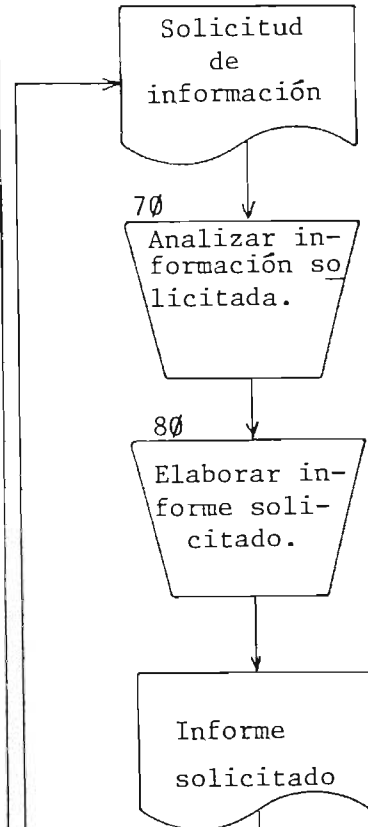 Solicitud
de
información
7Ø
Analizar in-
formación so
licitada.
8Ø
Elaborar in-
forme soli-
citado.
Informe
solicitado